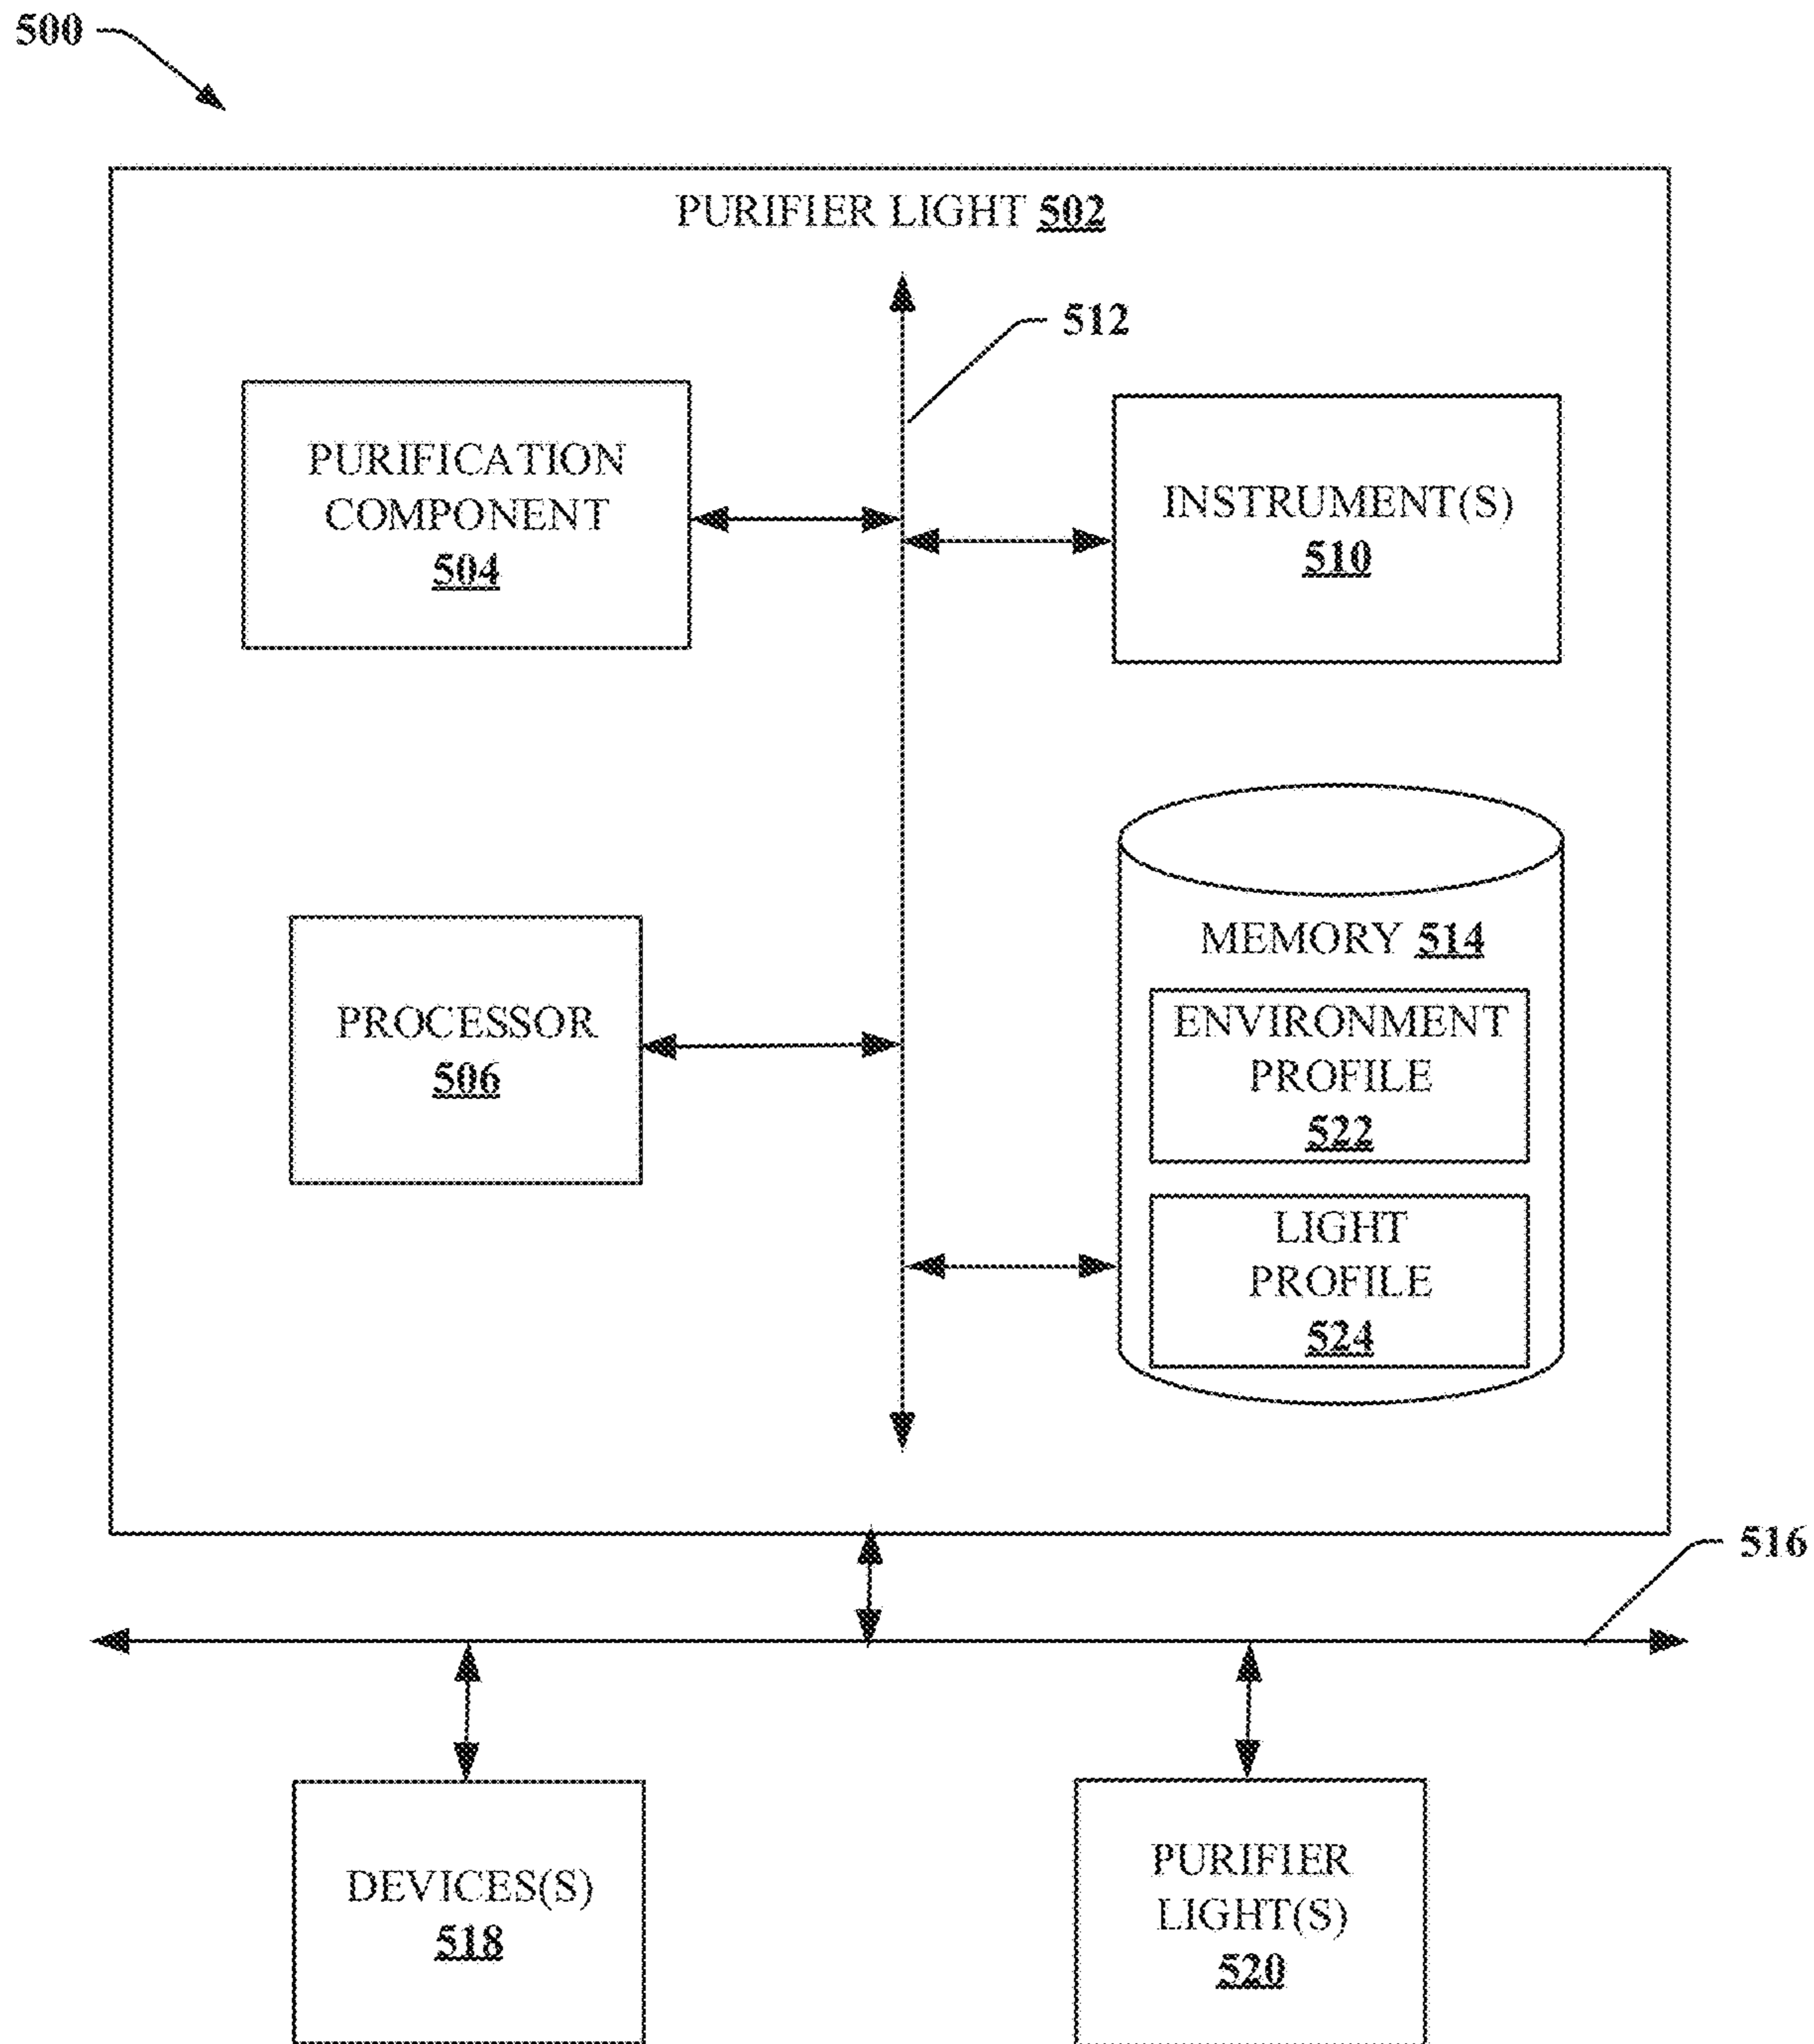 500
PURIFIER LIGHT 502
512
PURIFICATION
COMPONENT
504
INSTRUMENT(S)
510
PROCESSOR
506
MEMORY 514
ENVIRONMENT
PROFILE
522
LIGHT
PROFILE
524
516
DEVICES(S)
518
PURIFIER
LIGHT(S)
520